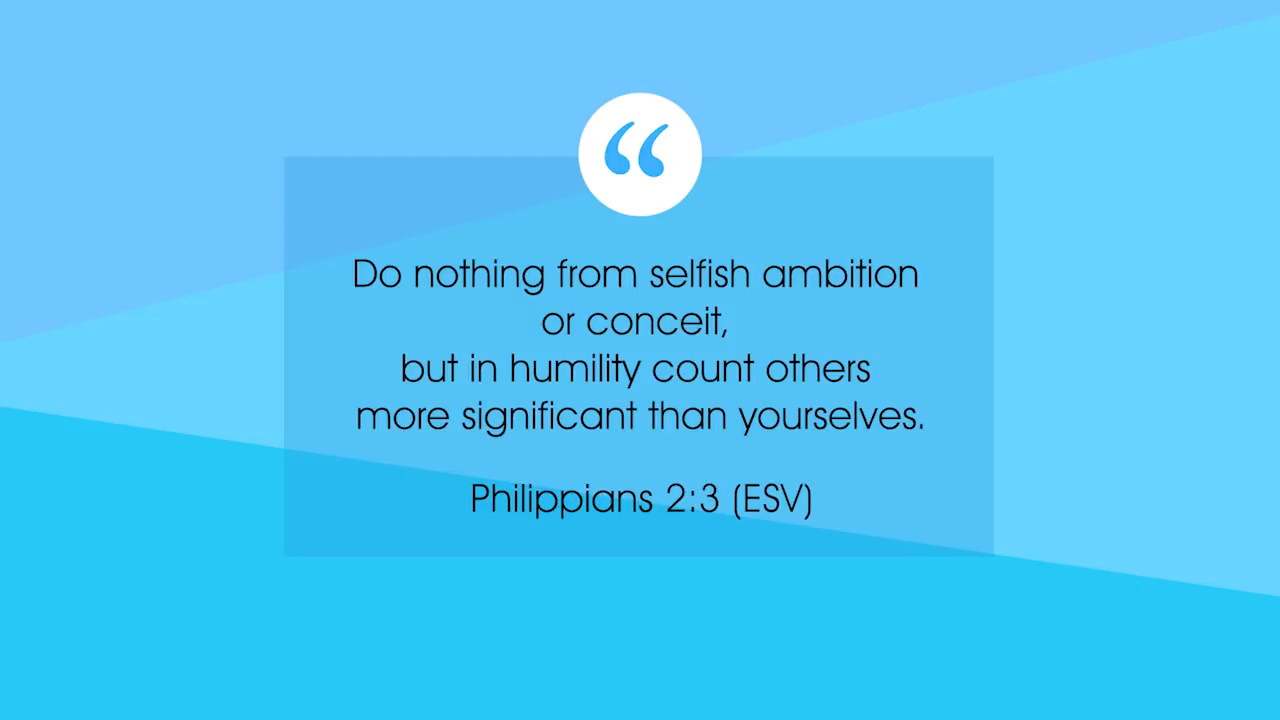 “
Do nothing from selfish ambition
or conceit,
but in humility count others
more significant than yourselves.
Philippians 2:3 (ESV)